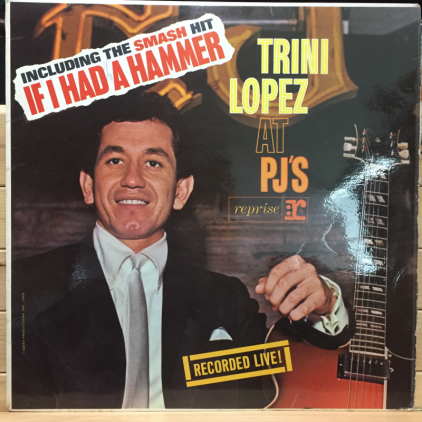 INCLUDING THE SMASH HIT
IF I HAD A HAMMER
TRINI
LOPEZ
AT
PJ'S
reprise
RECORDED LIVE!